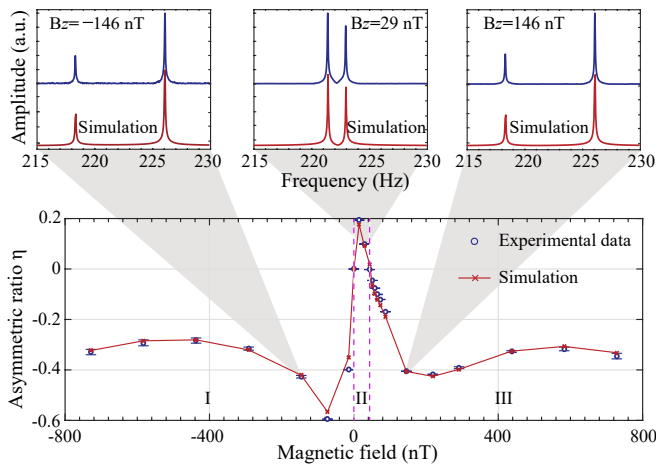 Amplitude (a.u.)
Bz=−146 nT
Simulation
215 220 225 230
Bz=29 nT
Simulation
215 220 225 230
Bz=146 nT
Simulation
215 220 225 230
Frequency (Hz)
Asymmetric ratio η
0.2
0
-0.2
-0.4
-0.6
Experimental data
Simulation
I
II
III
-800 -400 0 400 800
Magnetic field (nT)